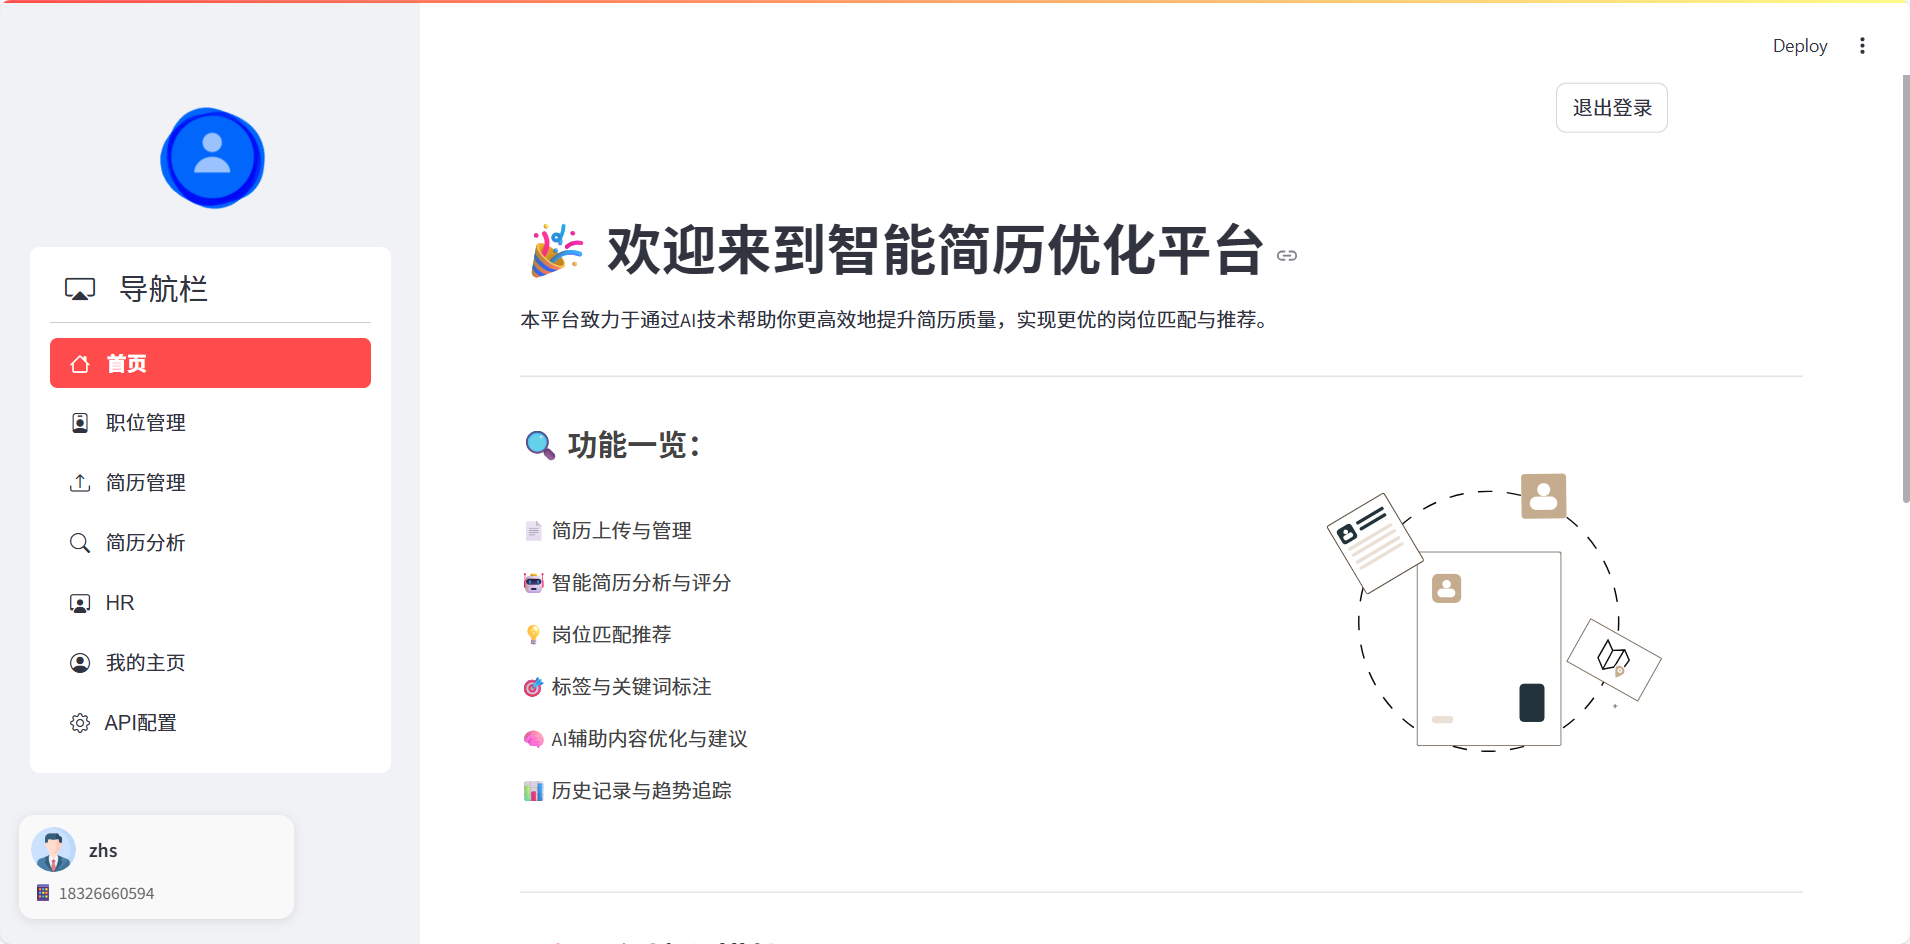 Deploy
退出登录
导航栏
首页
职位管理
简历管理
简历分析
HR
我的主页
API配置
zhs
18326660594
欢迎来到智能简历优化平台
本平台致力于通过AI技术帮助你更高效地提升简历质量，实现更优的岗位匹配与推荐。
功能一览：
简历上传与管理
智能简历分析与评分
岗位匹配推荐
标签与关键词标注
AI辅助内容优化与建议
历史记录与趋势追踪